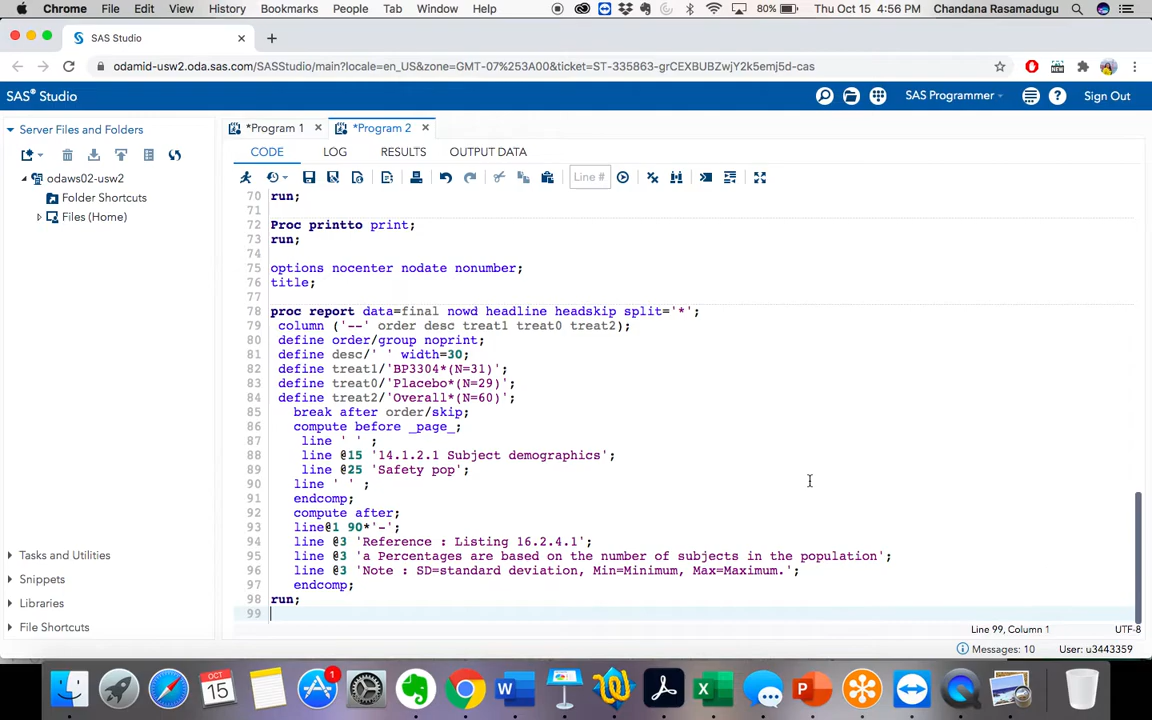 Chrome File Edit View History Bookmarks People Tab Window Help 80% Thu Oct 15 4:56 PM Chandana Rasamadugu
SAS Studio
odamid-usw2.oda.sas.com/SASStudio/main?locale=en_US&zone=GMT-07%253A00&ticket=ST-335863-grCEXBUBZwjY2k5emj5d-cas
SAS® Studio SAS Programmer Sign Out
Server Files and Folders
*Program 1 *Program 2
CODE LOG RESULTS OUTPUT DATA
Line #
odaws02-usw2
Folder Shortcuts
Files (Home)
70 run;
71
72 Proc printto print;
73 run;
74
75 options nocenter nodate nonumber;
76 title;
77
78 proc report data=final nowd headline headskip split='*';
79 column ('--' order desc treat1 treat0 treat2);
80 define order/group noprint;
81 define desc/' ' width=30;
82 define treat1/'BP3304*(N=31)';
83 define treat0/'Placebo*(N=29)';
84 define treat2/'Overall*(N=60)';
85 break after order/skip;
86 compute before _page_;
87 line ' ' ;
88 line @15 '14.1.2.1 Subject demographics';
89 line @25 'Safety pop';
90 line ' ' ;
91 endcomp;
92 compute after;
93 line@1 90*'-';
94 line @3 'Reference : Listing 16.2.4.1';
95 line @3 'a Percentages are based on the number of subjects in the population';
96 line @3 'Note : SD=standard deviation, Min=Minimum, Max=Maximum.';
97 endcomp;
98 run;
99
Tasks and Utilities
Snippets
Libraries
File Shortcuts
Line 99, Column 1 UTF-8
Messages: 10 User: u3443359
OCT
15
1